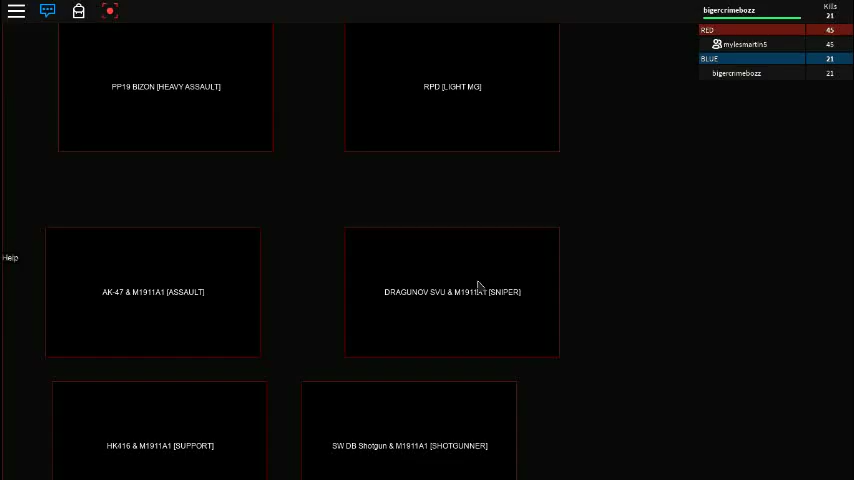 bigercrimebozz
Kills
21
RED 45
mylesmartin5 45
BLUE 21
bigercrimebozz 21
PP19 BIZON [HEAVY ASSAULT]
RPD [LIGHT MG]
Help
AK-47 & M1911A1 [ASSAULT]
DRAGUNOV SVU & M1911A1 [SNIPER]
HK416 & M1911A1 [SUPPORT]
SW DB Shotgun & M1911A1 [SHOTGUNNER]